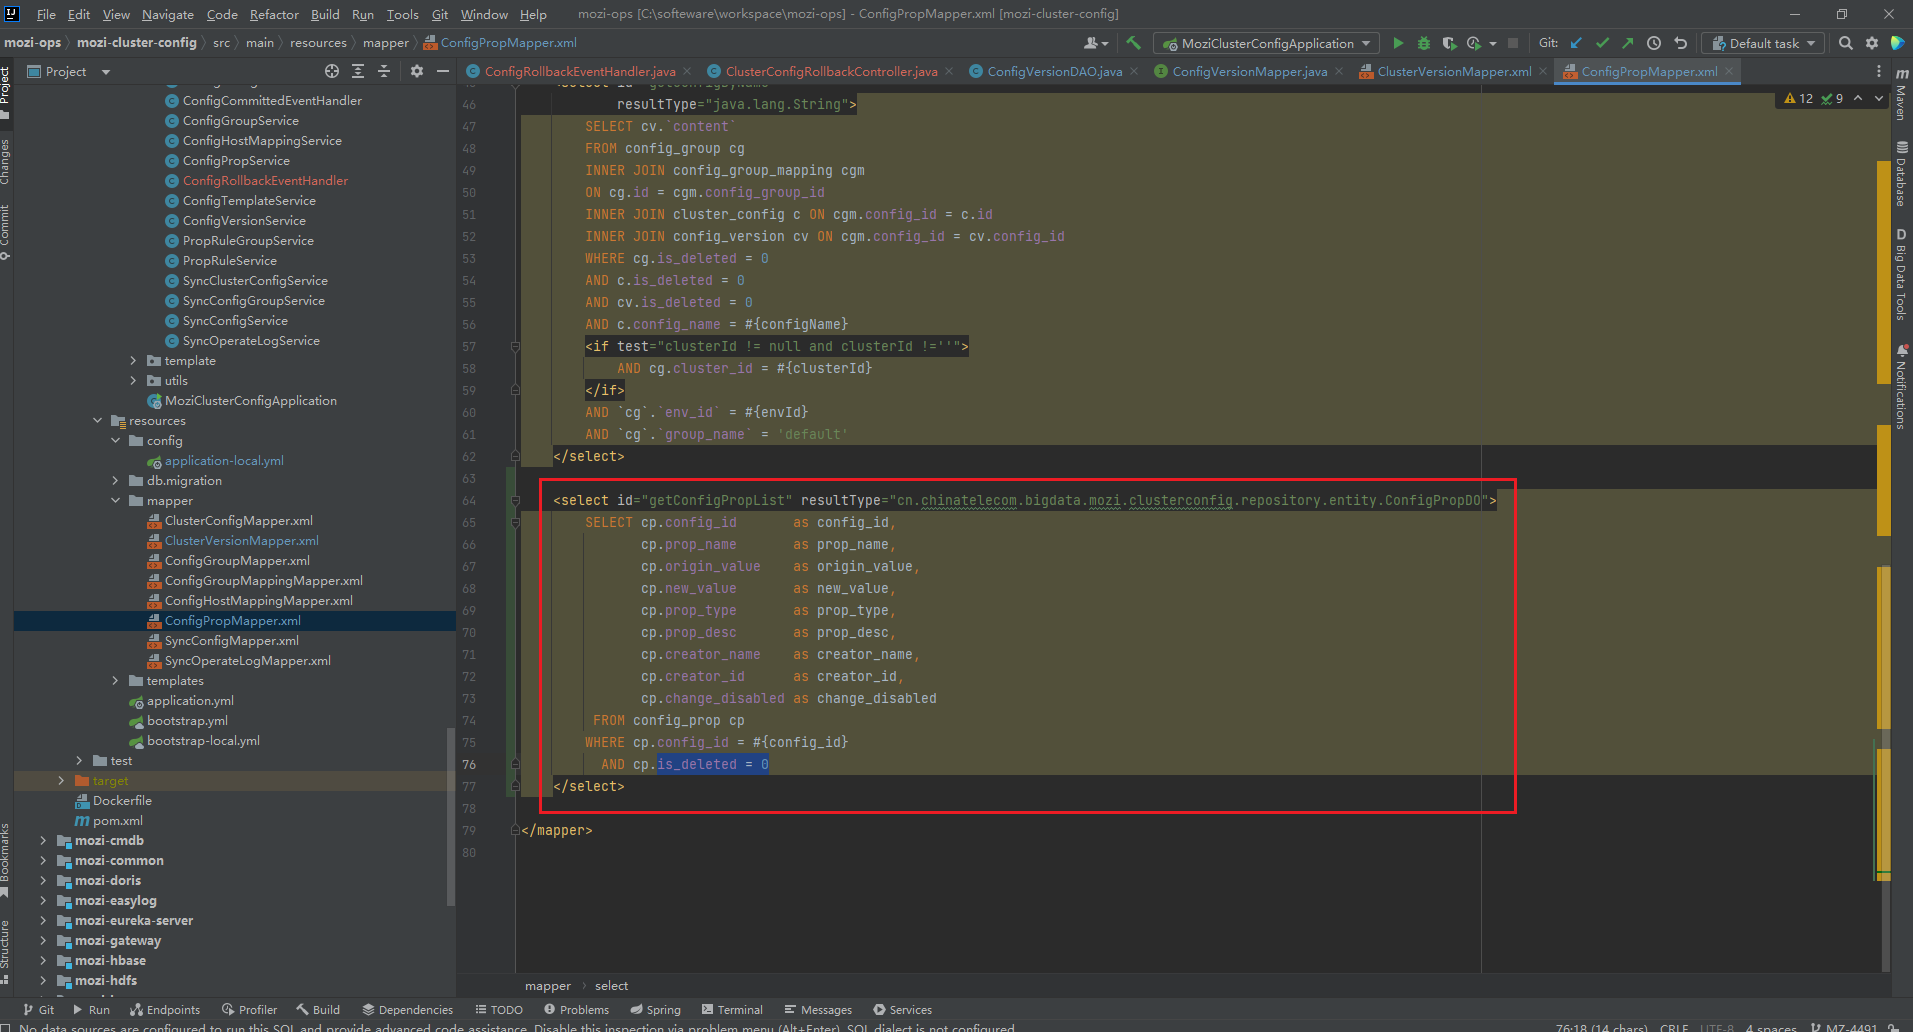 File Edit View Navigate Code Refactor Build Run Tools Git Window Help mozi-ops [C:\softeware\workspace\mozi-ops] - ConfigPropMapper.xml [mozi-cluster-config]
mozi-ops mozi-cluster-config src main resources mapper ConfigPropMapper.xml
MoziClusterConfigApplication Git: Default task
Project
ConfigRollbackEventHandler.java ClusterConfigRollbackController.java ConfigVersionDAO.java ConfigVersionMapper.java ClusterVersionMapper.xml ConfigPropMapper.xml
12 9
Project
Changes
Commit
Bookmarks
Structure
ConfigCommittedEventHandler
ConfigGroupService
ConfigHostMappingService
ConfigPropService
ConfigRollbackEventHandler
ConfigTemplateService
ConfigVersionService
PropRuleGroupService
PropRuleService
SyncClusterConfigService
SyncConfigGroupService
SyncConfigService
SyncOperateLogService
template
utils
MoziClusterConfigApplication
resources
config
application-local.yml
db.migration
mapper
ClusterConfigMapper.xml
ClusterVersionMapper.xml
ConfigGroupMapper.xml
ConfigGroupMappingMapper.xml
ConfigHostMappingMapper.xml
ConfigPropMapper.xml
SyncConfigMapper.xml
SyncOperateLogMapper.xml
templates
application.yml
bootstrap.yml
bootstrap-local.yml
test
target
Dockerfile
pom.xml
mozi-cmdb
mozi-common
mozi-doris
mozi-easylog
mozi-eureka-server
mozi-gateway
mozi-hbase
mozi-hdfs
46 resultType="java.lang.String">
47 SELECT cv.`content`
48 FROM config_group cg
49 INNER JOIN config_group_mapping cgm
50 ON cg.id = cgm.config_group_id
51 INNER JOIN cluster_config c ON cgm.config_id = c.id
52 INNER JOIN config_version cv ON cgm.config_id = cv.config_id
53 WHERE cg.is_deleted = 0
54 AND c.is_deleted = 0
55 AND cv.is_deleted = 0
56 AND c.config_name = #{configName}
57 <if test="clusterId != null and clusterId !=''">
58 AND cg.cluster_id = #{clusterId}
59 </if>
60 AND `cg`.`env_id` = #{envId}
61 AND `cg`.`group_name` = 'default'
62 </select>
63
64 <select id="getConfigPropList" resultType="cn.chinatelecom.bigdata.mozi.clusterconfig.repository.entity.ConfigPropDO">
65 SELECT cp.config_id as config_id,
66 cp.prop_name as prop_name,
67 cp.origin_value as origin_value,
68 cp.new_value as new_value,
69 cp.prop_type as prop_type,
70 cp.prop_desc as prop_desc,
71 cp.creator_name as creator_name,
72 cp.creator_id as creator_id,
73 cp.change_disabled as change_disabled
74 FROM config_prop cp
75 WHERE cp.config_id = #{config_id}
76 AND cp.is_deleted = 0
77 </select>
78
79 </mapper>
80
Maven
Database
Big Data Tools
Notifications
mapper select
Git Run Endpoints Profiler Build Dependencies TODO Problems Spring Terminal Messages Services
No data sources are configured to run this SQL and provide advanced code assistance. Disable this inspection via problem menu (Alt+Enter). SQL dialect is not configured. 76:18 (14 chars) CRLF UTF-8 4 spaces MZ-4491